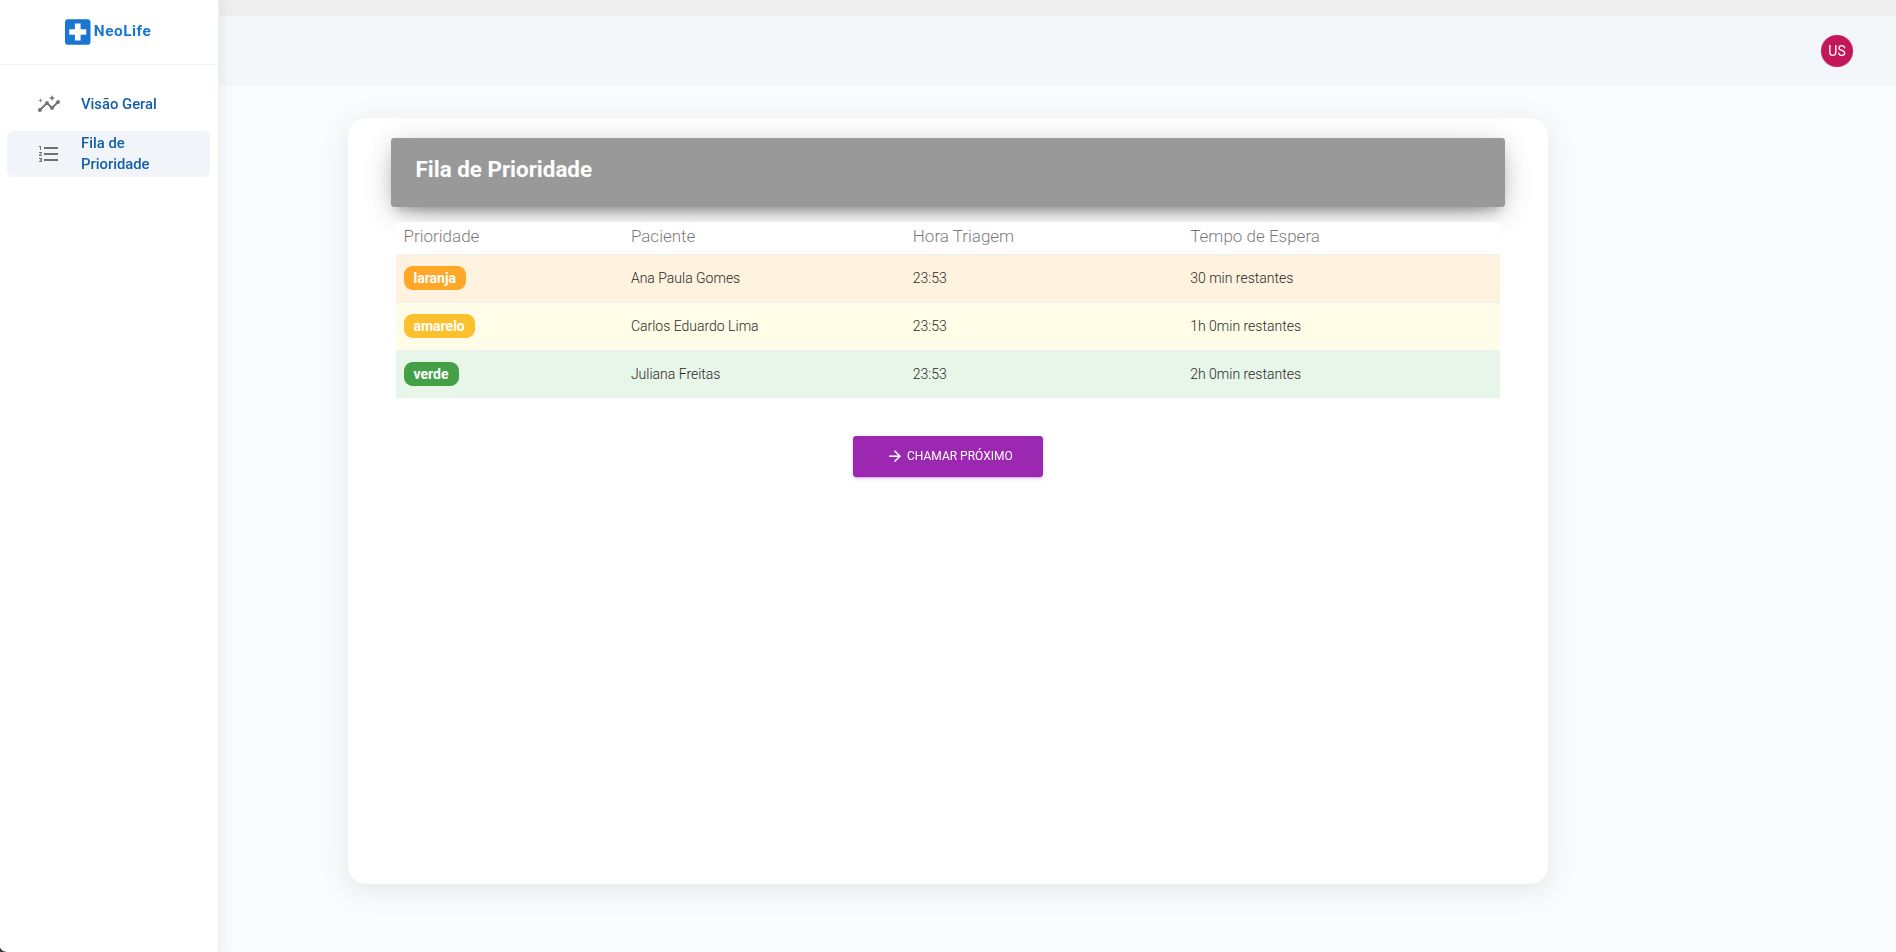 NeoLife
US
Visão Geral
Fila de
Prioridade
Fila de Prioridade
Prioridade Paciente Hora Triagem Tempo de Espera
laranja Ana Paula Gomes 23:53 30 min restantes
amarelo Carlos Eduardo Lima 23:53 1h 0min restantes
verde Juliana Freitas 23:53 2h 0min restantes
CHAMAR PRÓXIMO